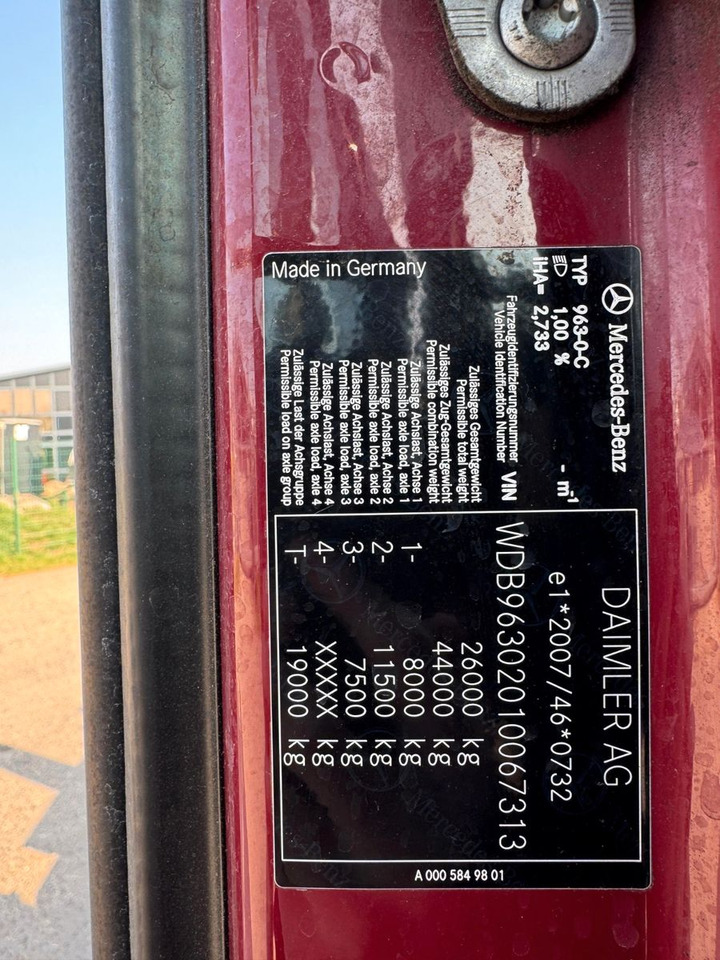 Mercedes-Benz
TYP 963-0-C
1,00 % - m-1
iHA= 2,733
DAIMLER AG
e1*2007/46*0732
Fahrzeugidentifizierungsnummer
Vehicle Identification Number VIN WDB96302010067313
Zulässiges Gesamtgewicht
Permissible total weight 26000 kg
Zulässiges Zug-Gesamtgewicht
Permissible combination weight 44000 kg
Zulässige Achslast, Achse 1
Permissible axle load, axle 1 1- 8000 kg
Zulässige Achslast, Achse 2
Permissible axle load, axle 2 2- 11500 kg
Zulässige Achslast, Achse 3
Permissible axle load, axle 3 3- 7500 kg
Zulässige Achslast, Achse 4
Permissible axle load, axle 4 4- XXXXX kg
Zulässige Last der Achsgruppe
Permissible load on axle group T- 19000 kg
Made in Germany
A 000 584 98 01